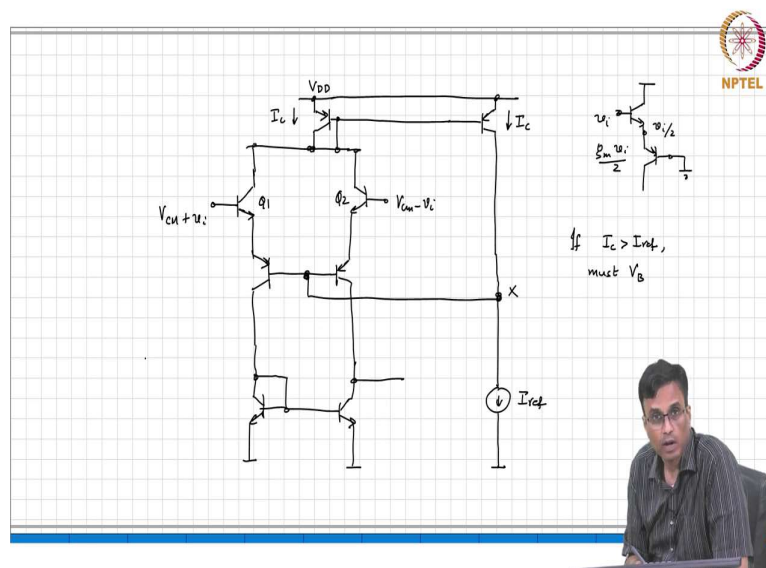 NPTEL
VDD
Ic ↓
↓ Ic
Q1
Q2
VCM + vi
VCM - vi
X
Iref
vi
vi/2
gm vi
2
If Ic > Iref,
must VB